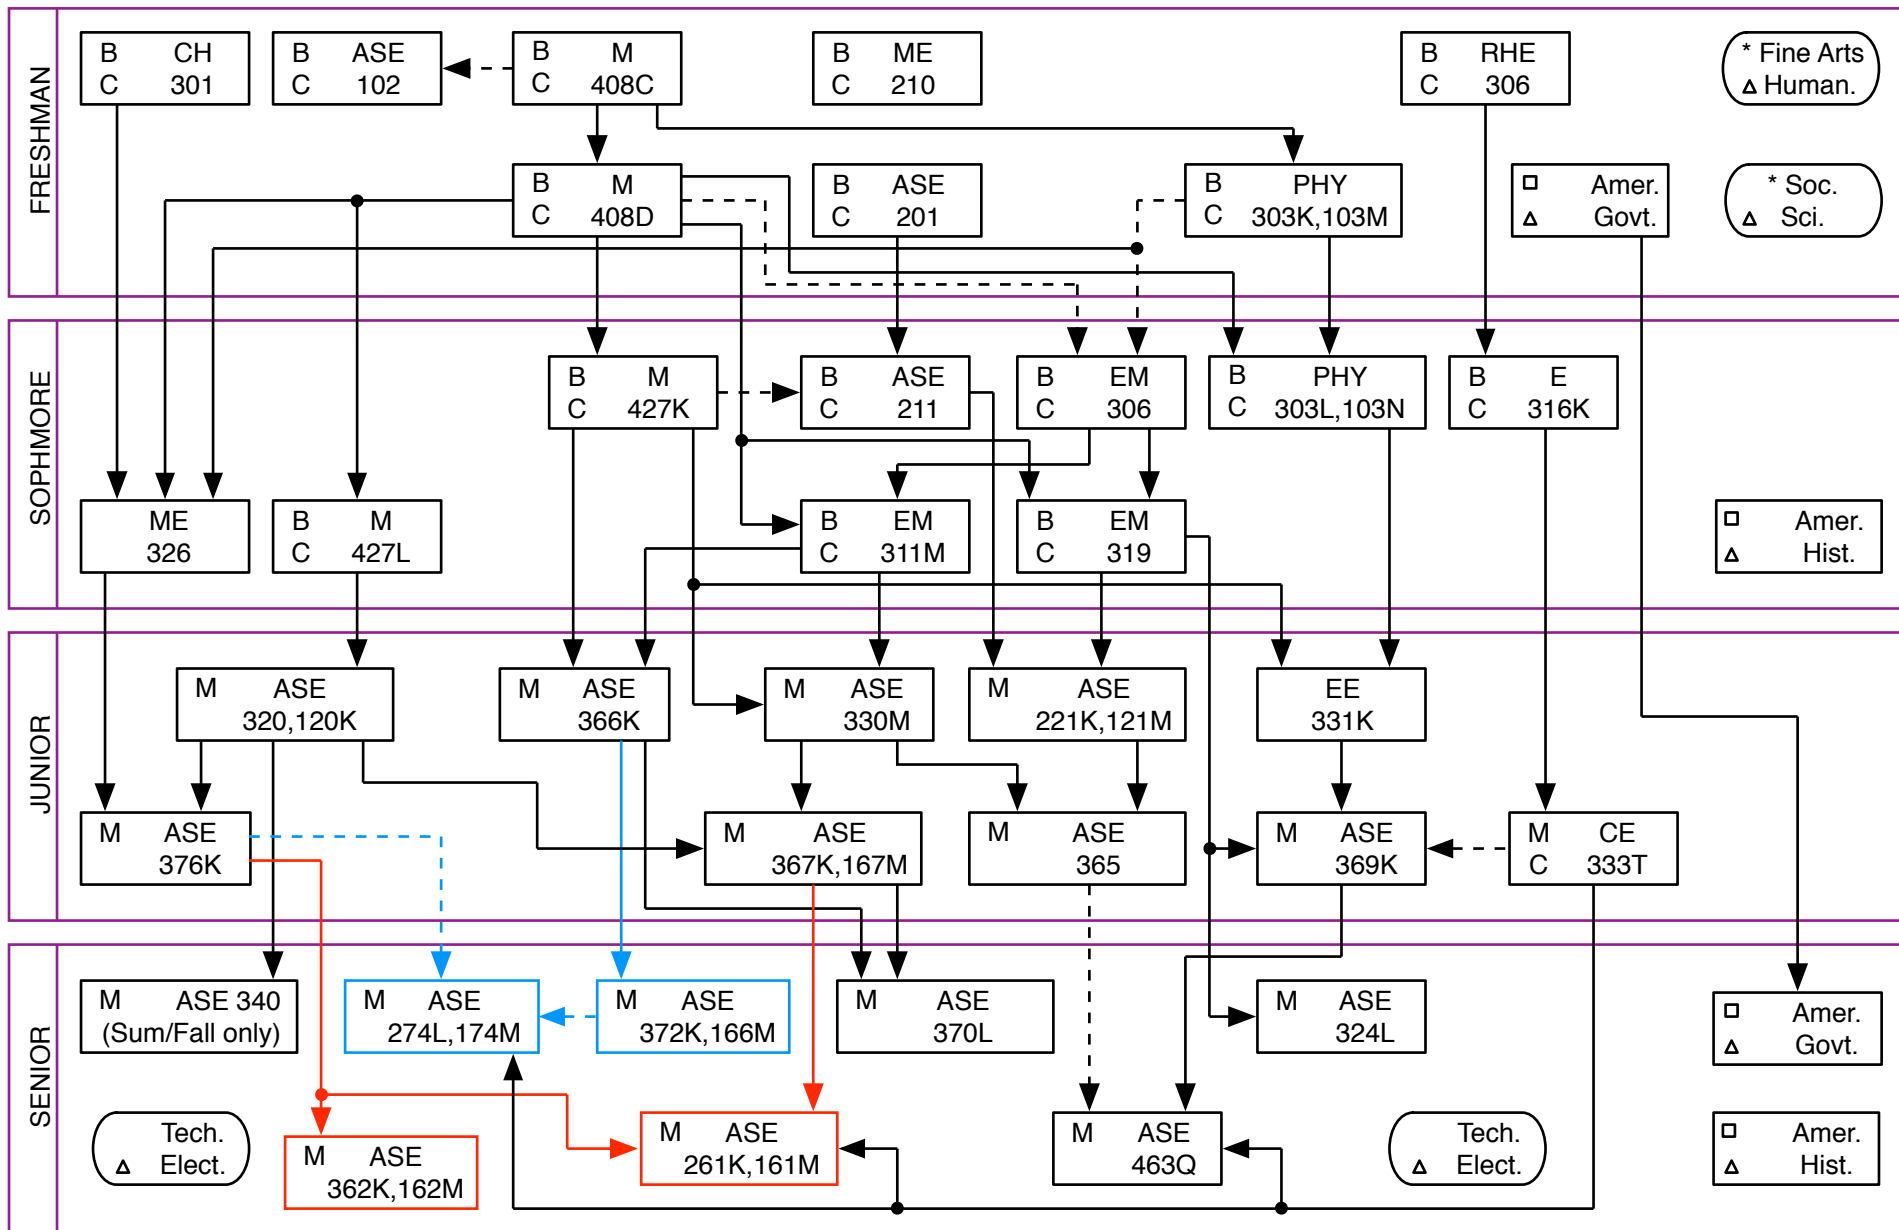 FRESHMAN
B CH
C 301
B ASE
C 102
B M
C 408C
B ME
C 210
B RHE
C 306
* Fine Arts
△ Human.
B M
C 408D
B ASE
C 201
B PHY
C 303K,103M
□ Amer.
△ Govt.
* Soc.
△ Sci.
SOPHMORE
B M
C 427K
B ASE
C 211
B EM
C 306
B PHY
C 303L,103N
B E
C 316K
ME
326
B M
C 427L
B EM
C 311M
B EM
C 319
□ Amer.
△ Hist.
JUNIOR
M ASE
320,120K
M ASE
366K
M ASE
330M
M ASE
221K,121M
EE
331K
M ASE
376K
M ASE
367K,167M
M ASE
365
M ASE
369K
M CE
C 333T
SENIOR
M ASE 340
(Sum/Fall only)
M ASE
274L,174M
M ASE
372K,166M
M ASE
370L
M ASE
324L
□ Amer.
△ Govt.
Tech.
△ Elect.
M ASE
362K,162M
M ASE
261K,161M
M ASE
463Q
Tech.
△ Elect.
□ Amer.
△ Hist.